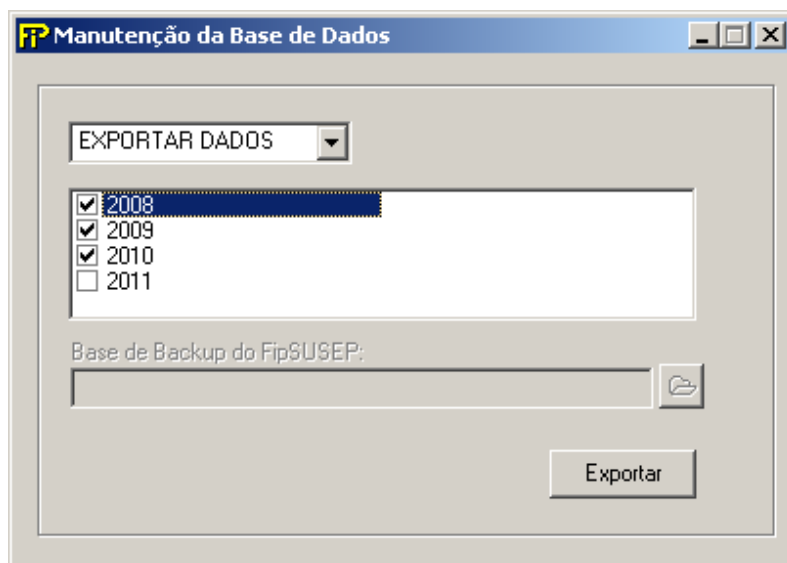 FiP Manutenção da Base de Dados
EXPORTAR DADOS
2008
2009
2010
2011
Base de Backup do FipSUSEP:
Exportar